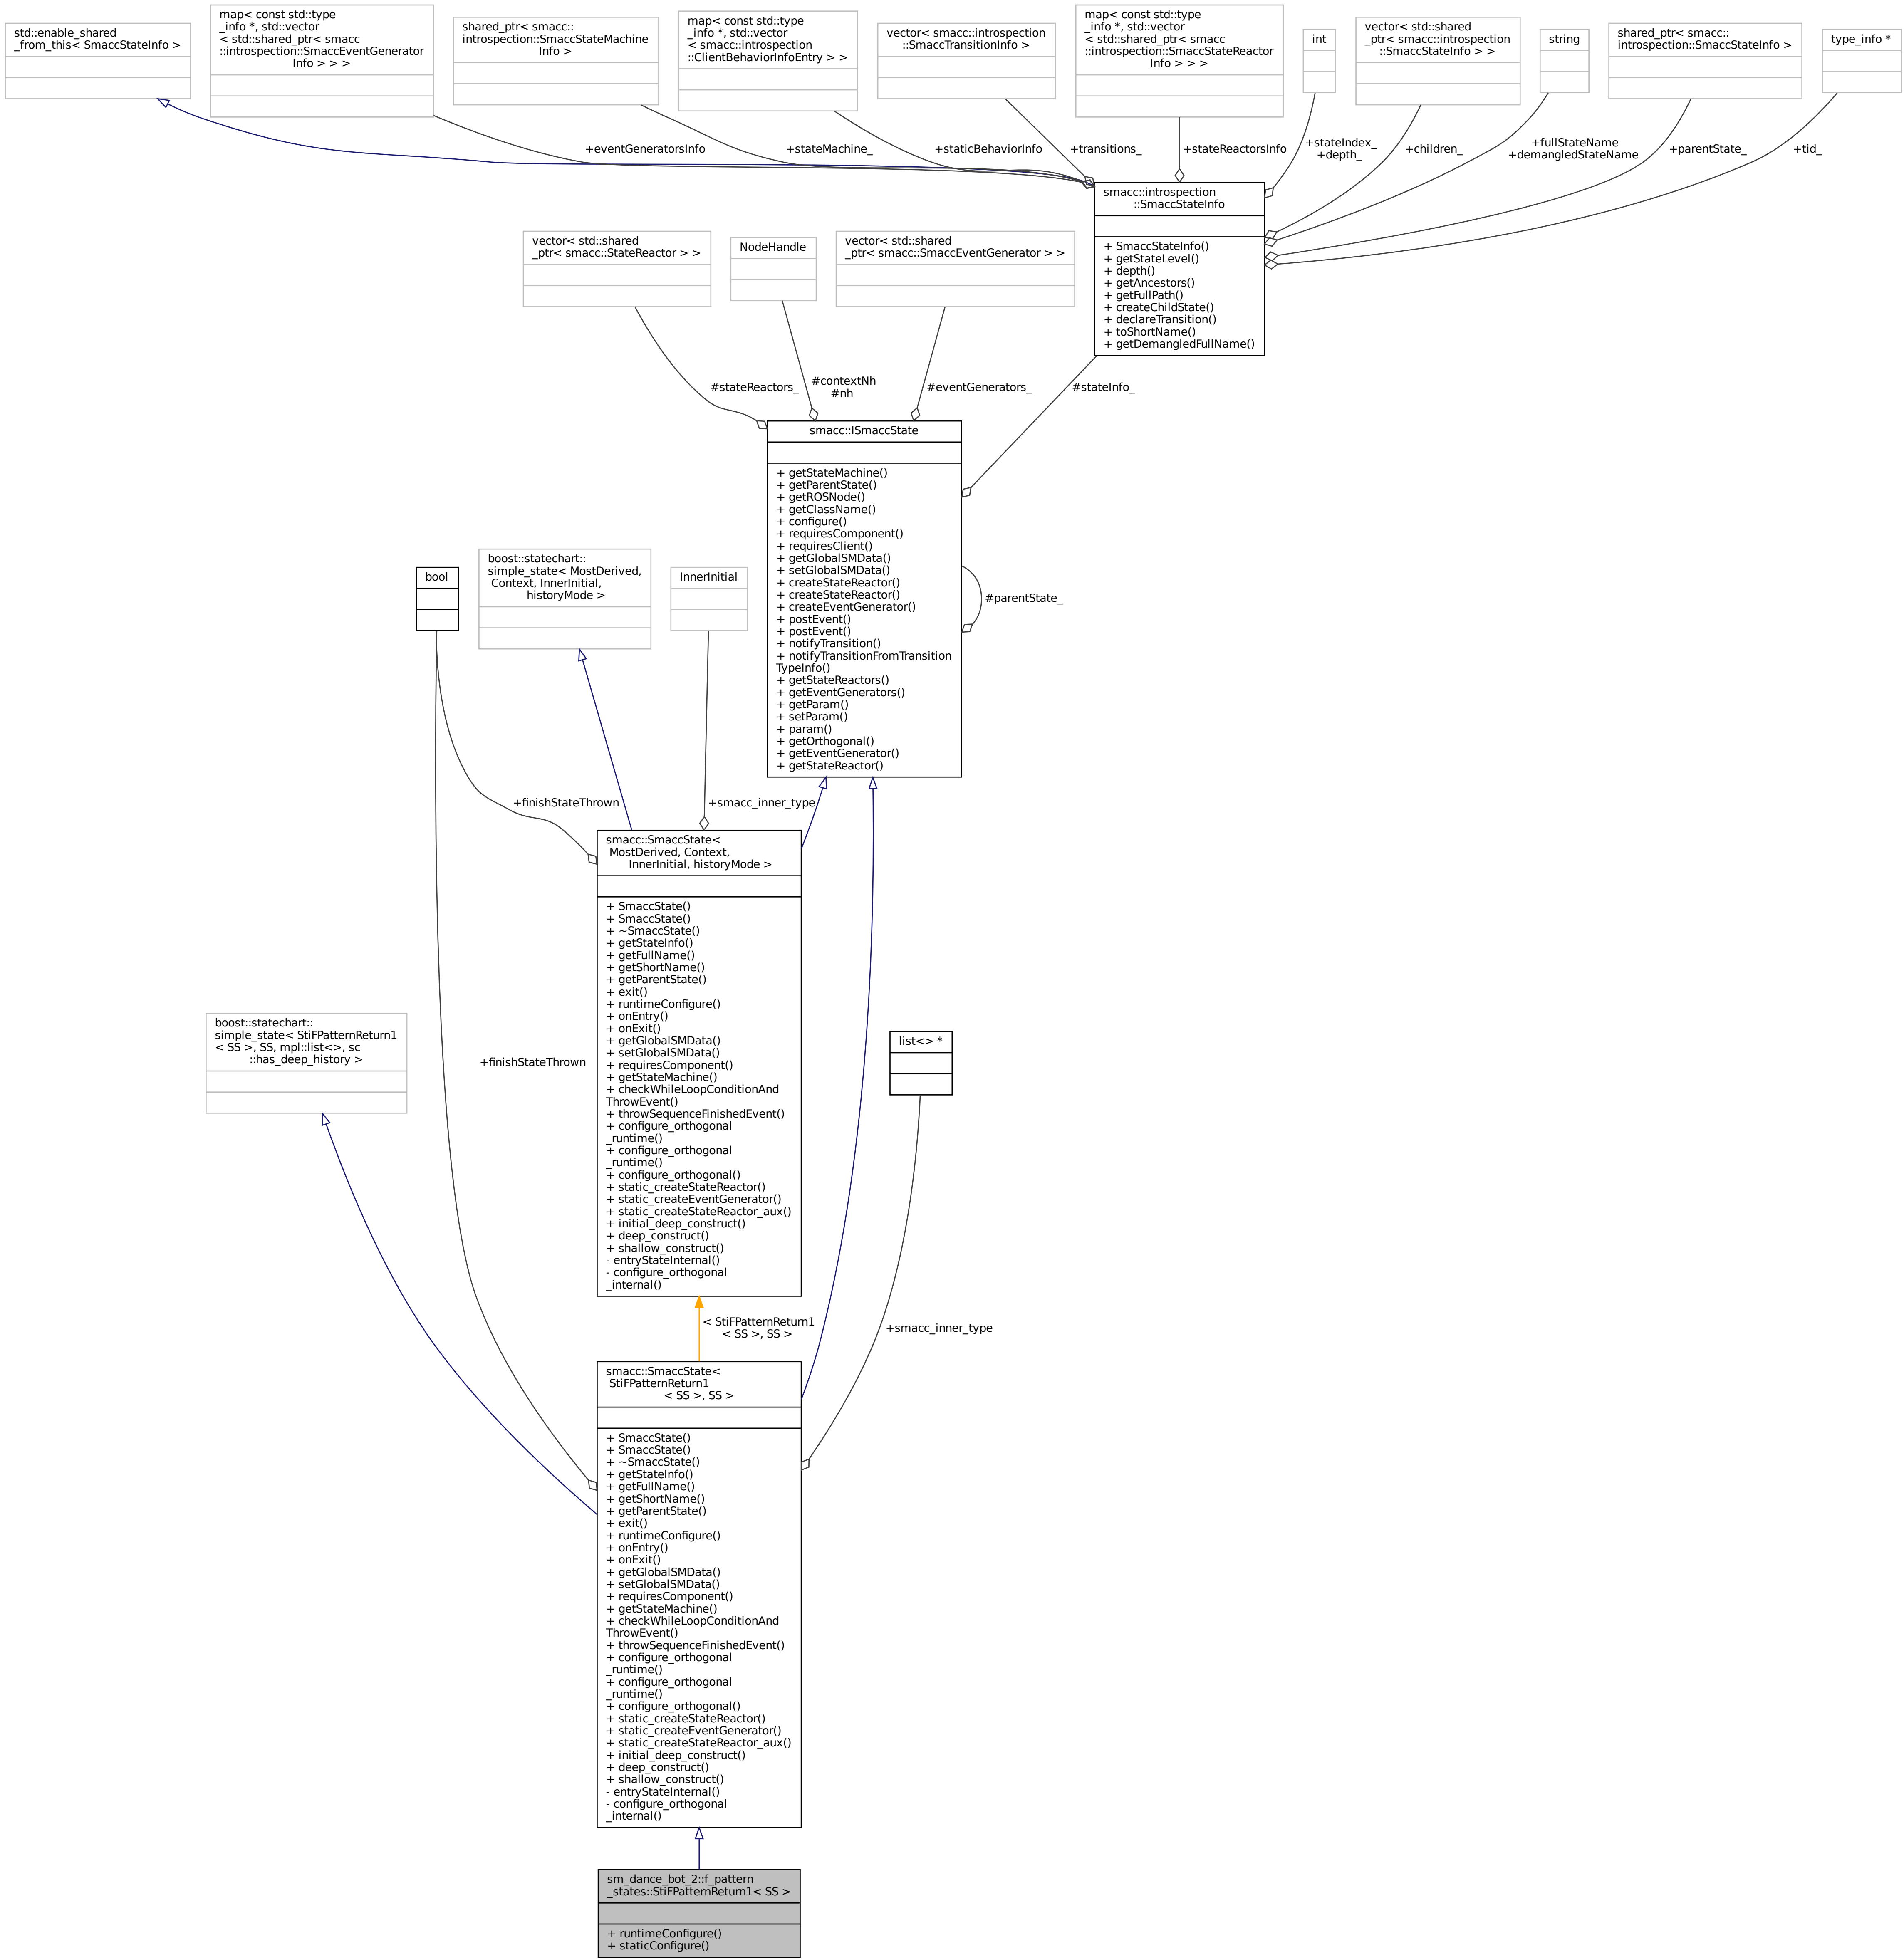 std::enable_shared
_from_this< SmaccStateInfo >
map< const std::type
_info *, std::vector
< std::shared_ptr< smacc
::introspection::SmaccEventGenerator
Info > > >
shared_ptr< smacc::
introspection::SmaccStateMachine
Info >
map< const std::type
_info *, std::vector
< smacc::introspection
::ClientBehaviorInfoEntry > >
vector< smacc::introspection
::SmaccTransitionInfo >
map< const std::type
_info *, std::vector
< std::shared_ptr< smacc
::introspection::SmaccStateReactor
Info > > >
int
vector< std::shared
_ptr< smacc::introspection
::SmaccStateInfo > >
string
shared_ptr< smacc::
introspection::SmaccStateInfo >
type_info *
+eventGeneratorsInfo
+stateMachine_
+staticBehaviorInfo
+transitions_
+stateReactorsInfo
+stateIndex_
+depth_
+children_
+fullStateName
+demangledStateName
+parentState_
+tid_
smacc::introspection
::SmaccStateInfo
+ SmaccStateInfo()
+ getStateLevel()
+ depth()
+ getAncestors()
+ getFullPath()
+ createChildState()
+ declareTransition()
+ toShortName()
+ getDemangledFullName()
vector< std::shared
_ptr< smacc::StateReactor > >
NodeHandle
vector< std::shared
_ptr< smacc::SmaccEventGenerator > >
#stateReactors_
#contextNh
#nh
#eventGenerators_
#stateInfo_
smacc::ISmaccState
+ getStateMachine()
+ getParentState()
+ getROSNode()
+ getClassName()
+ configure()
+ requiresComponent()
+ requiresClient()
+ getGlobalSMData()
+ setGlobalSMData()
+ createStateReactor()
+ createStateReactor()
+ createEventGenerator()
+ postEvent()
+ postEvent()
+ notifyTransition()
+ notifyTransitionFromTransition
TypeInfo()
+ getStateReactors()
+ getEventGenerators()
+ getParam()
+ setParam()
+ param()
+ getOrthogonal()
+ getEventGenerator()
+ getStateReactor()
#parentState_
bool
boost::statechart::
simple_state< MostDerived,
Context, InnerInitial,
historyMode >
InnerInitial
+finishStateThrown
+smacc_inner_type
smacc::SmaccState<
MostDerived, Context,
InnerInitial, historyMode >
+ SmaccState()
+ SmaccState()
+ ~SmaccState()
+ getStateInfo()
+ getFullName()
+ getShortName()
+ getParentState()
+ exit()
+ runtimeConfigure()
+ onEntry()
+ onExit()
+ getGlobalSMData()
+ setGlobalSMData()
+ requiresComponent()
+ getStateMachine()
+ checkWhileLoopConditionAnd
ThrowEvent()
+ throwSequenceFinishedEvent()
+ configure_orthogonal
_runtime()
+ configure_orthogonal
_runtime()
+ configure_orthogonal()
+ static_createStateReactor()
+ static_createEventGenerator()
+ static_createStateReactor_aux()
+ initial_deep_construct()
+ deep_construct()
+ shallow_construct()
- entryStateInternal()
- configure_orthogonal
_internal()
boost::statechart::
simple_state< StiFPatternReturn1
< SS >, SS, mpl::list<>, sc
::has_deep_history >
+finishStateThrown
list<> *
< StiFPatternReturn1
< SS >, SS >
+smacc_inner_type
smacc::SmaccState<
StiFPatternReturn1
< SS >, SS >
+ SmaccState()
+ SmaccState()
+ ~SmaccState()
+ getStateInfo()
+ getFullName()
+ getShortName()
+ getParentState()
+ exit()
+ runtimeConfigure()
+ onEntry()
+ onExit()
+ getGlobalSMData()
+ setGlobalSMData()
+ requiresComponent()
+ getStateMachine()
+ checkWhileLoopConditionAnd
ThrowEvent()
+ throwSequenceFinishedEvent()
+ configure_orthogonal
_runtime()
+ configure_orthogonal
_runtime()
+ configure_orthogonal()
+ static_createStateReactor()
+ static_createEventGenerator()
+ static_createStateReactor_aux()
+ initial_deep_construct()
+ deep_construct()
+ shallow_construct()
- entryStateInternal()
- configure_orthogonal
_internal()
sm_dance_bot_2::f_pattern
_states::StiFPatternReturn1< SS >
+ runtimeConfigure()
+ staticConfigure()